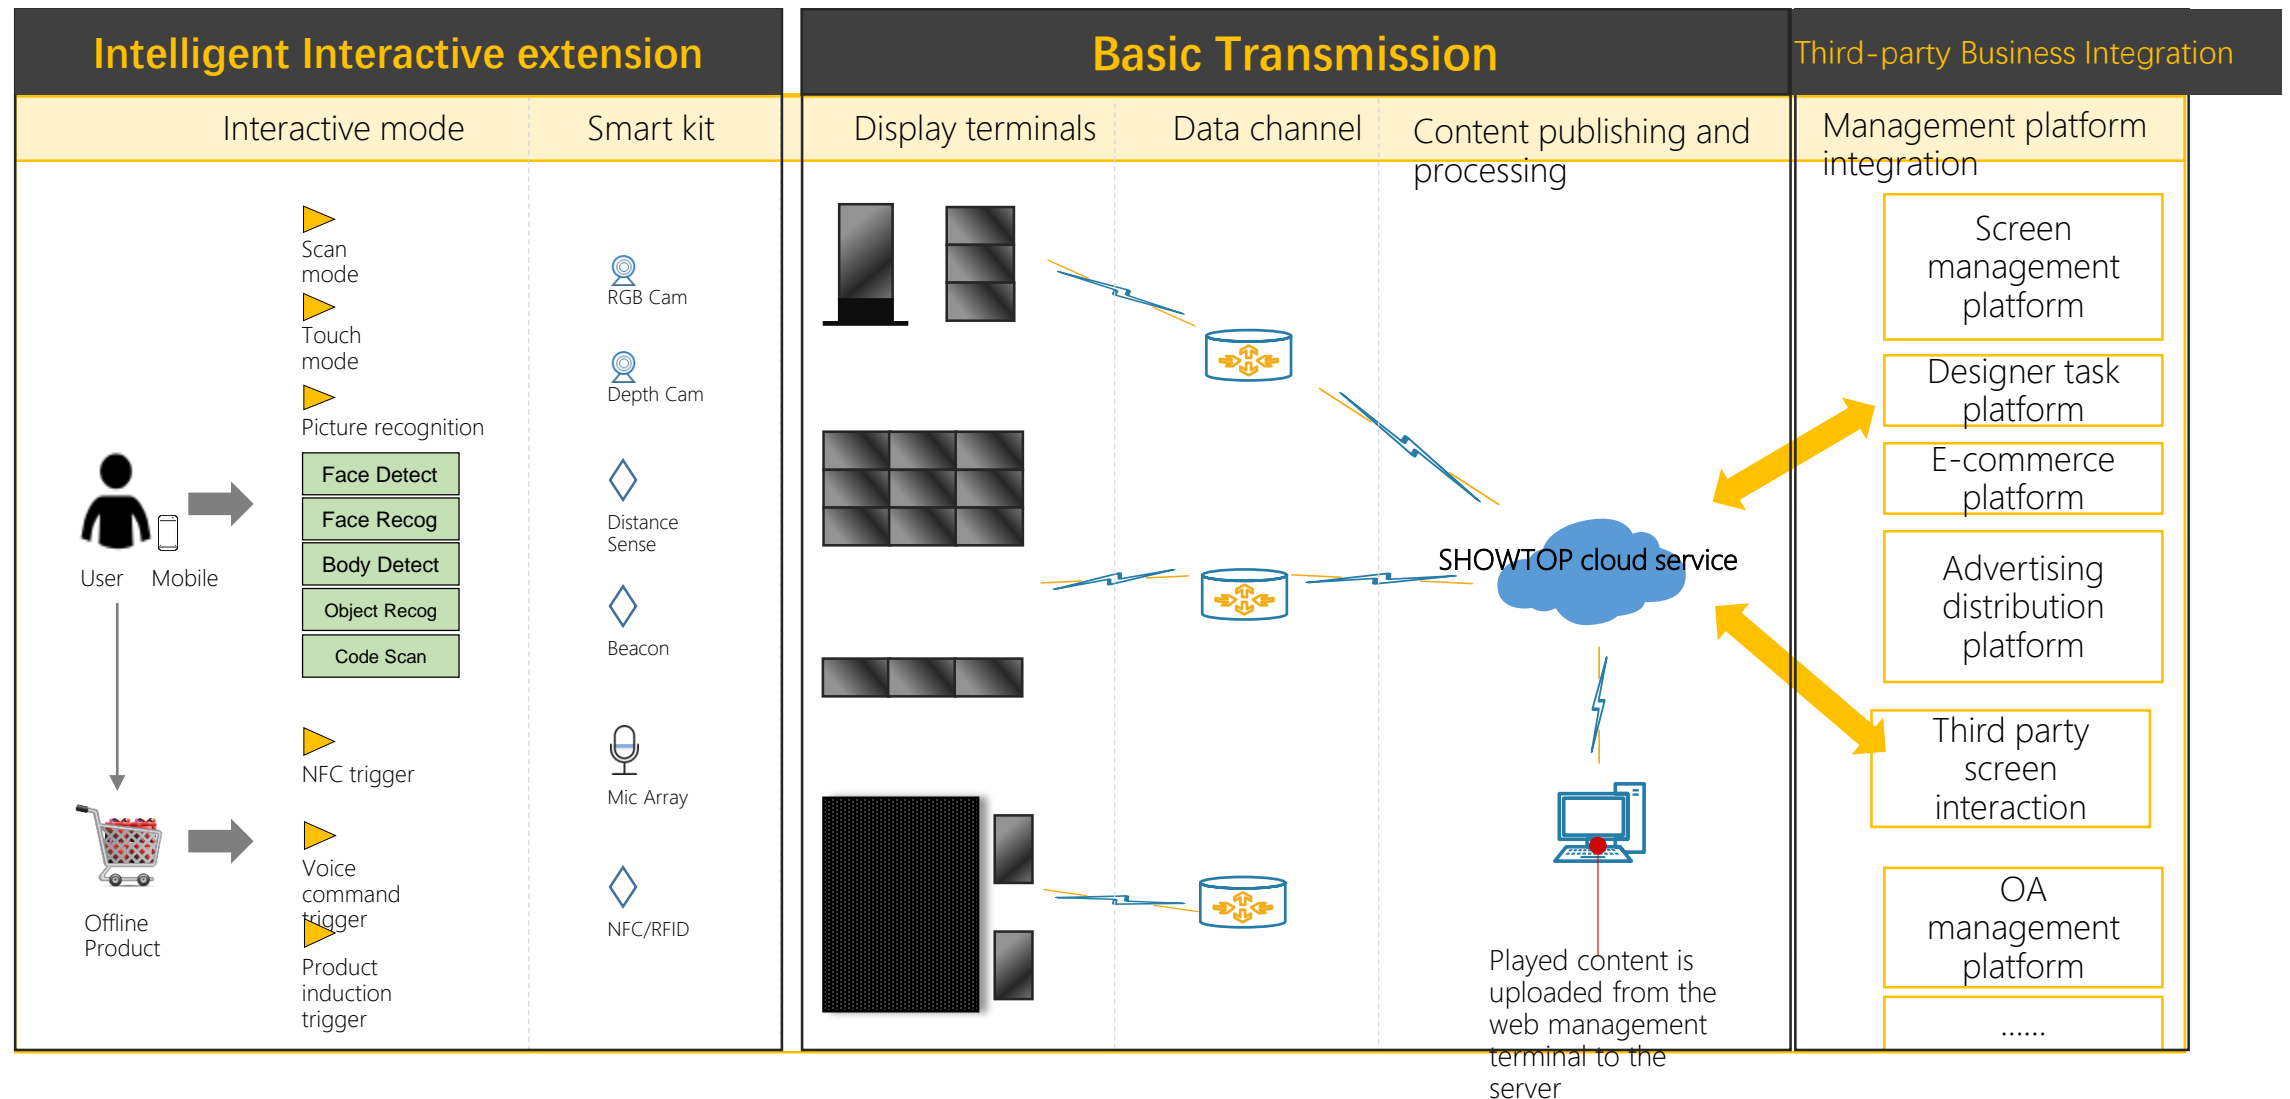 Intelligent Interactive extension
Basic Transmission
Third-party Business Integration
Interactive mode
Smart kit
Display terminals
Data channel
Content publishing and
processing
Management platform
integration
Scan
mode
Touch
mode
Picture recognition
Face Detect
Face Recog
Body Detect
Object Recog
Code Scan
User
Mobile
NFC trigger
Voice
command
trigger
Product
induction
trigger
Offline
Product
RGB Cam
Depth Cam
Distance
Sense
Beacon
Mic Array
NFC/RFID
SHOWTOP cloud service
Played content is
uploaded from the
web management
terminal to the
server
Screen
management
platform
Designer task
platform
E-commerce
platform
Advertising
distribution
platform
Third party
screen
interaction
OA
management
platform
......